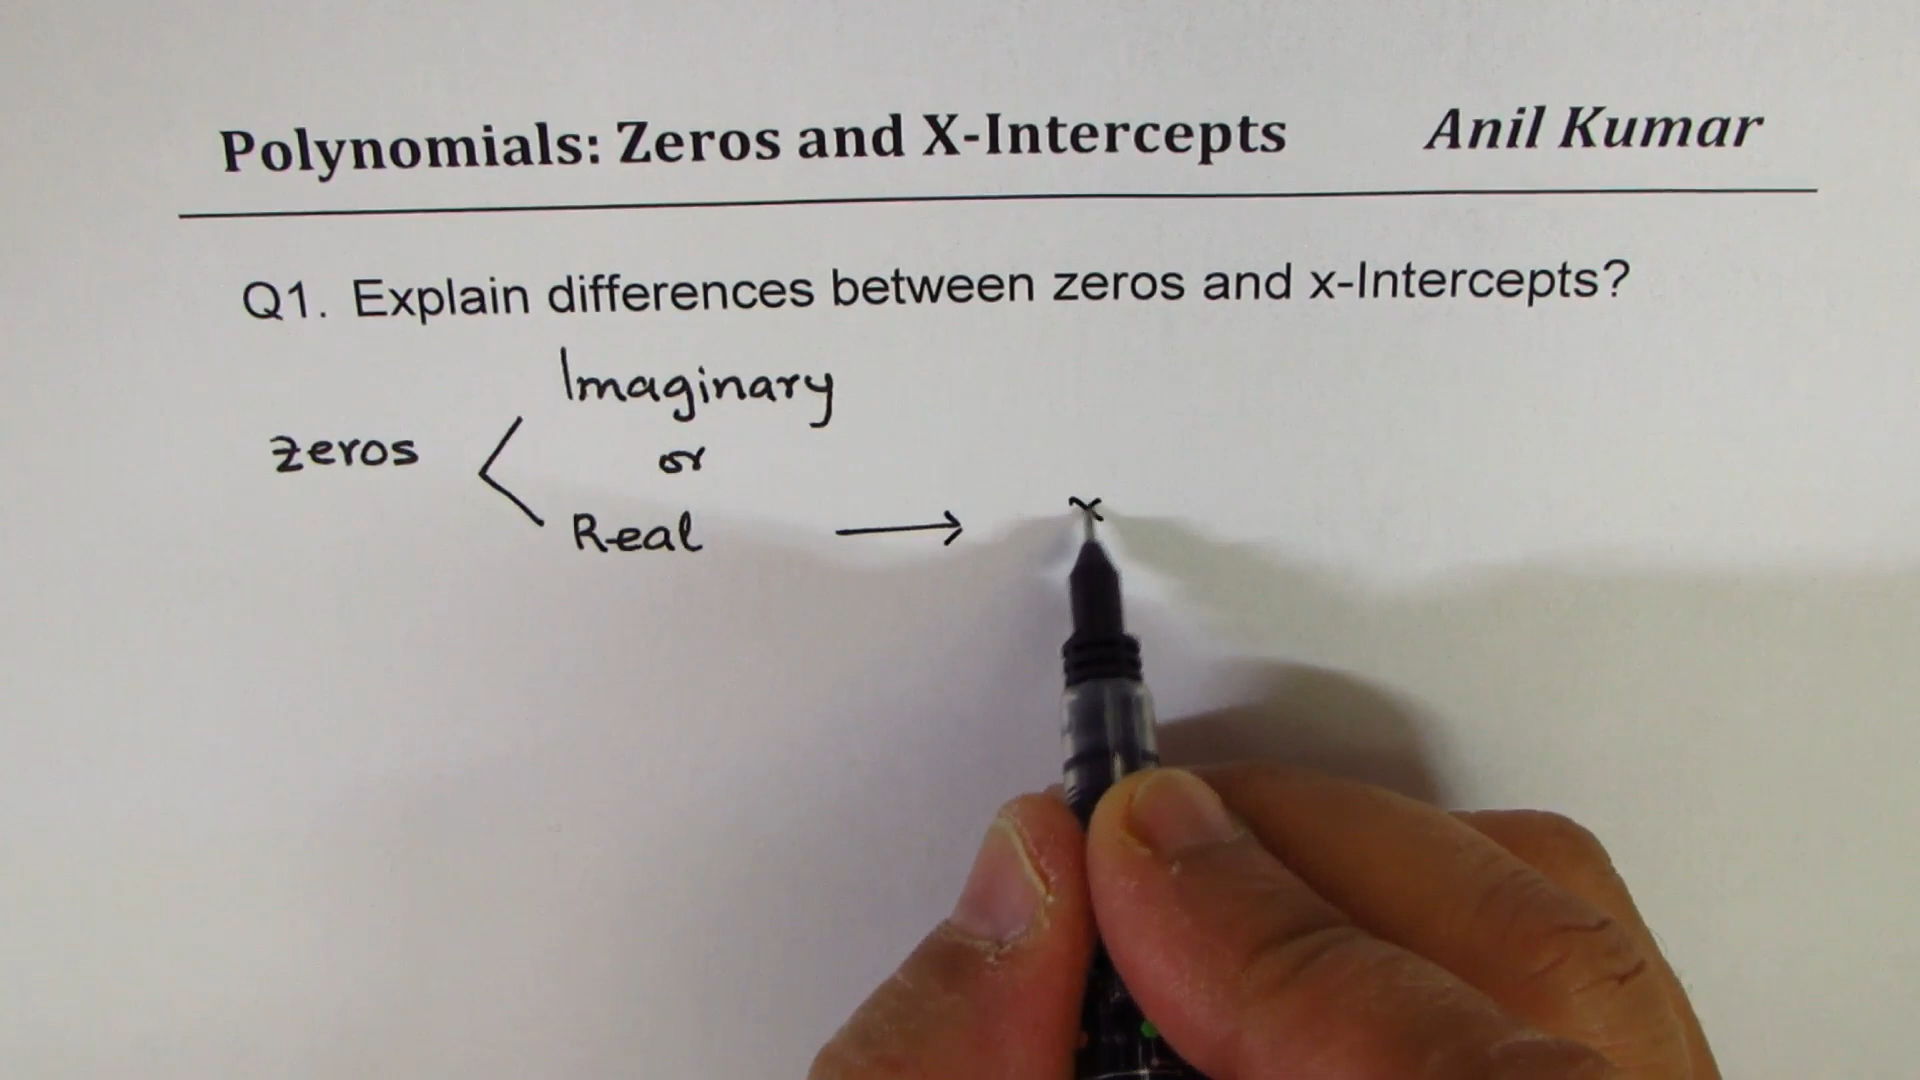 Polynomials: Zeros and X-Intercepts Anil Kumar
Q1. Explain differences between zeros and x-Intercepts?
Imaginary
zeros < or
Real → x